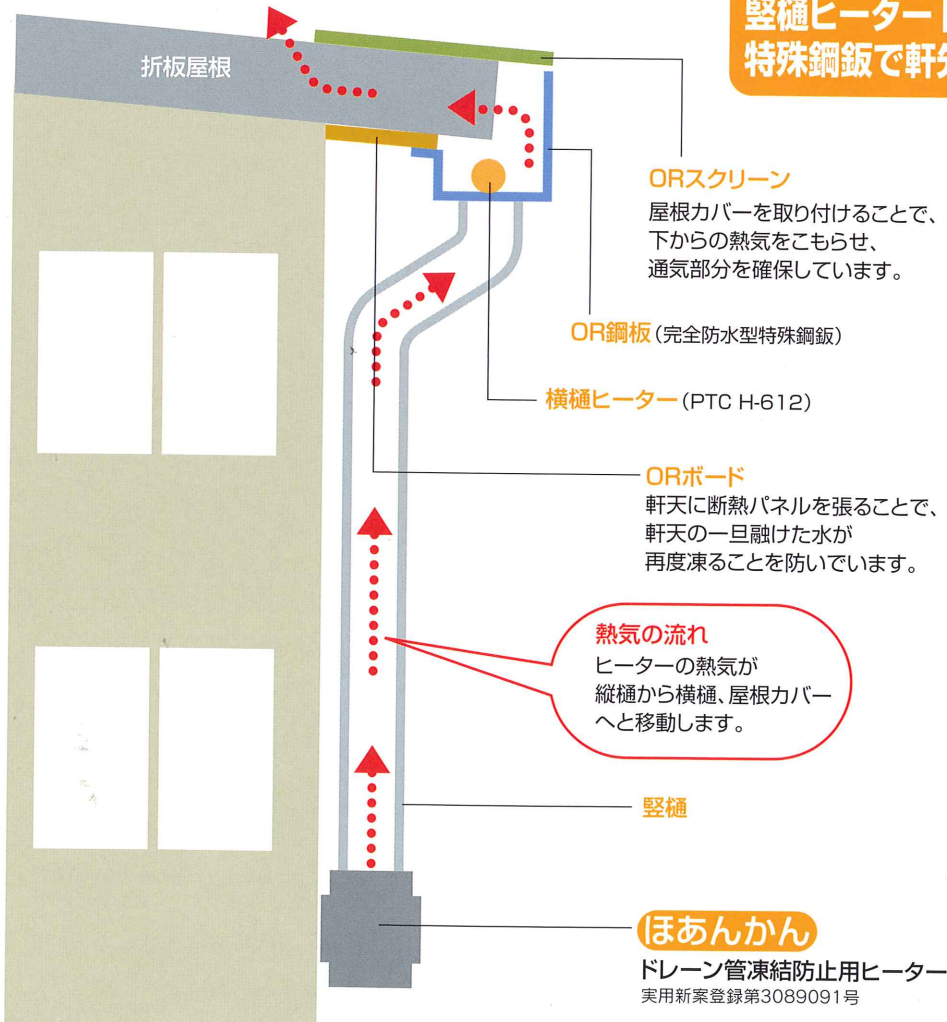 竪樋ヒーター
特殊鋼鈑で軒
折板屋根
ORスクリーン
屋根カバーを取り付けることで、
下からの熱気をこもらせ、
通気部分を確保しています。
OR鋼板(完全防水型特殊鋼鈑)
横樋ヒーター(PTC H-612)
ORボード
軒天に断熱パネルを張ることで、
軒天の一旦融けた水が
再度凍ることを防いでいます。
熱気の流れ
ヒーターの熱気が
縦樋から横樋、屋根カバー
へと移動します。
竪樋
ほあんかん
ドレーン管凍結防止用ヒーター
実用新案登録第3089091号